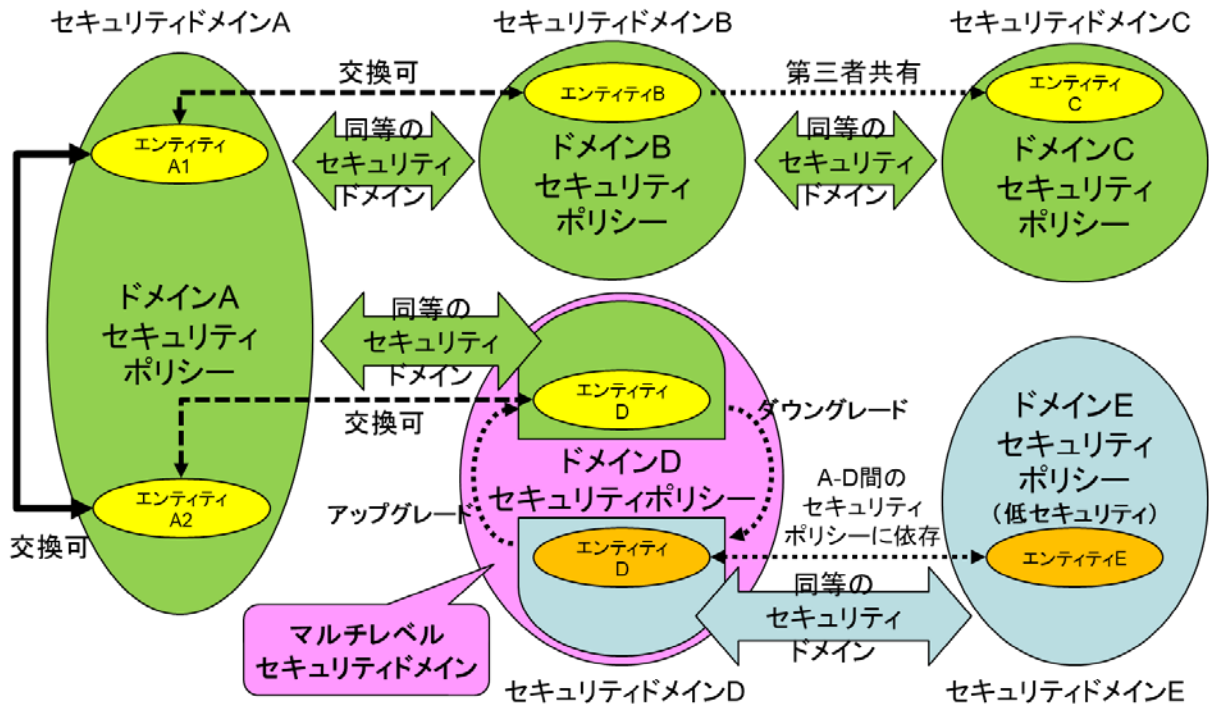 セキュリティドメインA
セキュリティドメインB
セキュリティドメインC
交換可
第三者共有
エンティティB
エンティティ
C
エンティティ
A1
同等の
セキュリティ
ドメイン
ドメインB
セキュリティ
ポリシー
同等の
セキュリティ
ドメイン
ドメインC
セキュリティ
ポリシー
ドメインA
セキュリティ
ポリシー
同等の
セキュリティ
ドメイン
交換可
エンティティ
D
ダウングレード
ドメインD
セキュリティポリシー
アップグレード
ドメインE
セキュリティ
ポリシー
(低セキュリティ)
A-D間の
セキュリティ
ポリシーに依存
エンティティ
A2
交換可
エンティティ
D
エンティティE
同等の
セキュリティ
ドメイン
マルチレベル
セキュリティドメイン
セキュリティドメインD
セキュリティドメインE